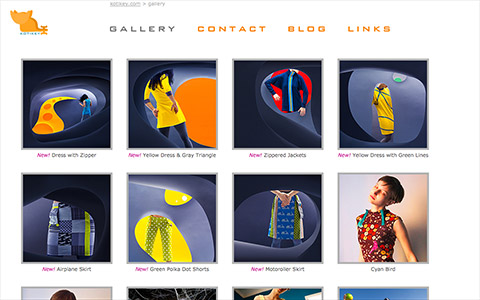 kotikey.com > gallery
GALLERY CONTACT BLOG LINKS
New! Dress with Zipper
New! Yellow Dress & Gray Triangle
New! Zippered Jackets
New! Yellow Dress with Green Lines
New! Airplane Skirt
New! Green Polka Dot Shorts
New! Motoroller Skirt
Cyan Bird